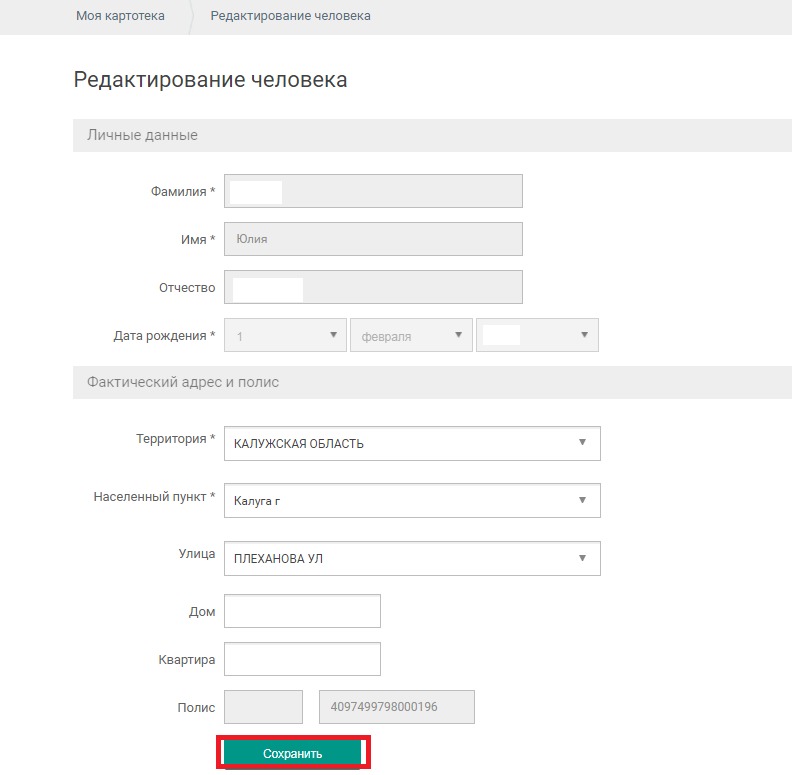 Моя картотека Редактирование человека
Редактирование человека
Личные данные
Фамилия *
Имя * Юлия
Отчество
Дата рождения * 1 февраля
Фактический адрес и полис
Территория * КАЛУЖСКАЯ ОБЛАСТЬ
Населенный пункт * Калуга г
Улица ПЛЕХАНОВА УЛ
Дом
Квартира
Полис 4097499798000196
Сохранить